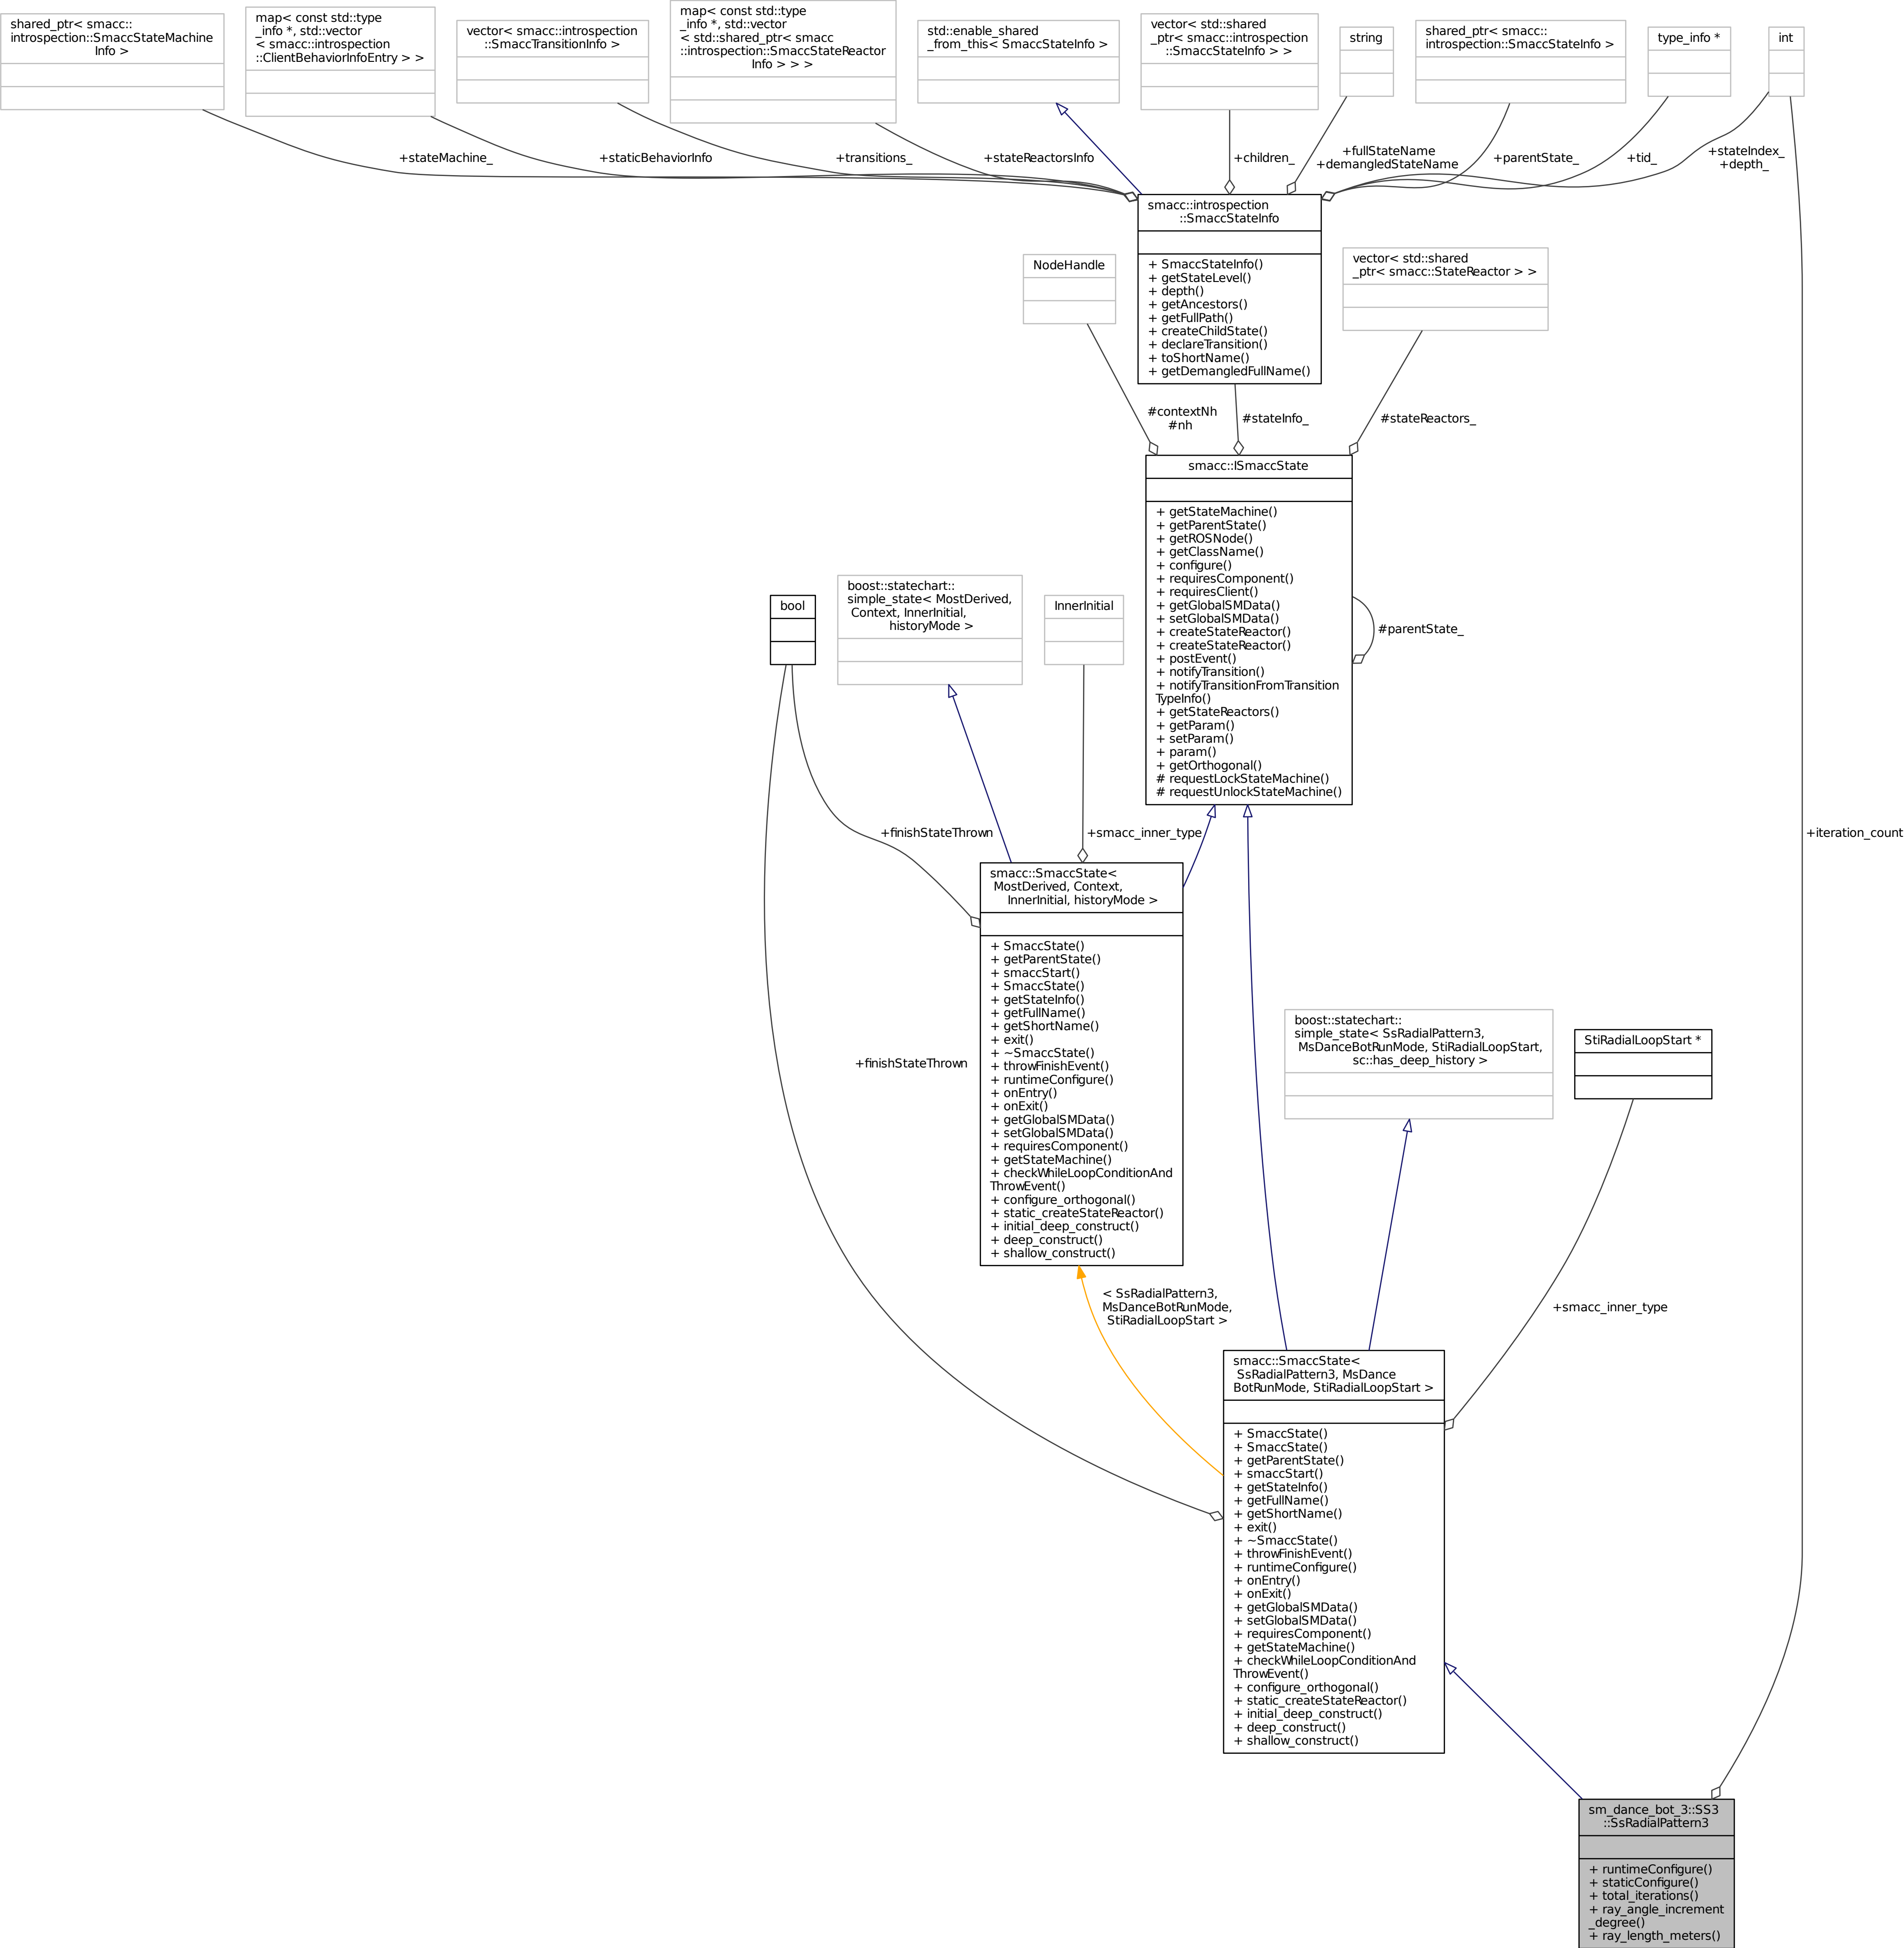 shared_ptr< smacc::
introspection::SmaccStateMachine
Info >
map< const std::type
_info *, std::vector
< smacc::introspection
::ClientBehaviorInfoEntry > >
vector< smacc::introspection
::SmaccTransitionInfo >
map< const std::type
_info *, std::vector
< std::shared_ptr< smacc
::introspection::SmaccStateReactor
Info > > >
std::enable_shared
_from_this< SmaccStateInfo >
vector< std::shared
_ptr< smacc::introspection
::SmaccStateInfo > >
string
shared_ptr< smacc::
introspection::SmaccStateInfo >
type_info *
int
+stateMachine_
+staticBehaviorInfo
+transitions_
+stateReactorsInfo
+children_
+fullStateName
+demangledStateName
+parentState_
+tid_
+stateIndex_
+depth_
smacc::introspection
::SmaccStateInfo
+ SmaccStateInfo()
+ getStateLevel()
+ depth()
+ getAncestors()
+ getFullPath()
+ createChildState()
+ declareTransition()
+ toShortName()
+ getDemangledFullName()
NodeHandle
vector< std::shared
_ptr< smacc::StateReactor > >
#contextNh
#nh
#stateInfo_
#stateReactors_
smacc::ISmaccState
+ getStateMachine()
+ getParentState()
+ getROSNode()
+ getClassName()
+ configure()
+ requiresComponent()
+ requiresClient()
+ getGlobalSMData()
+ setGlobalSMData()
+ createStateReactor()
+ createStateReactor()
+ postEvent()
+ notifyTransition()
+ notifyTransitionFromTransition
TypeInfo()
+ getStateReactors()
+ getParam()
+ setParam()
+ param()
+ getOrthogonal()
# requestLockStateMachine()
# requestUnlockStateMachine()
#parentState_
bool
boost::statechart::
simple_state< MostDerived,
Context, InnerInitial,
historyMode >
InnerInitial
+finishStateThrown
+smacc_inner_type
+iteration_count
smacc::SmaccState<
MostDerived, Context,
InnerInitial, historyMode >
+ SmaccState()
+ getParentState()
+ smaccStart()
+ SmaccState()
+ getStateInfo()
+ getFullName()
+ getShortName()
+ exit()
+ ~SmaccState()
+ throwFinishEvent()
+ runtimeConfigure()
+ onEntry()
+ onExit()
+ getGlobalSMData()
+ setGlobalSMData()
+ requiresComponent()
+ getStateMachine()
+ checkWhileLoopConditionAnd
ThrowEvent()
+ configure_orthogonal()
+ static_createStateReactor()
+ initial_deep_construct()
+ deep_construct()
+ shallow_construct()
+finishStateThrown
boost::statechart::
simple_state< SsRadialPattern3,
MsDanceBotRunMode, StiRadialLoopStart,
sc::has_deep_history >
StiRadialLoopStart *
< SsRadialPattern3,
MsDanceBotRunMode,
StiRadialLoopStart >
+smacc_inner_type
smacc::SmaccState<
SsRadialPattern3, MsDance
BotRunMode, StiRadialLoopStart >
+ SmaccState()
+ SmaccState()
+ getParentState()
+ smaccStart()
+ getStateInfo()
+ getFullName()
+ getShortName()
+ exit()
+ ~SmaccState()
+ throwFinishEvent()
+ runtimeConfigure()
+ onEntry()
+ onExit()
+ getGlobalSMData()
+ setGlobalSMData()
+ requiresComponent()
+ getStateMachine()
+ checkWhileLoopConditionAnd
ThrowEvent()
+ configure_orthogonal()
+ static_createStateReactor()
+ initial_deep_construct()
+ deep_construct()
+ shallow_construct()
sm_dance_bot_3::SS3
::SsRadialPattern3
+ runtimeConfigure()
+ staticConfigure()
+ total_iterations()
+ ray_angle_increment
_degree()
+ ray_length_meters()